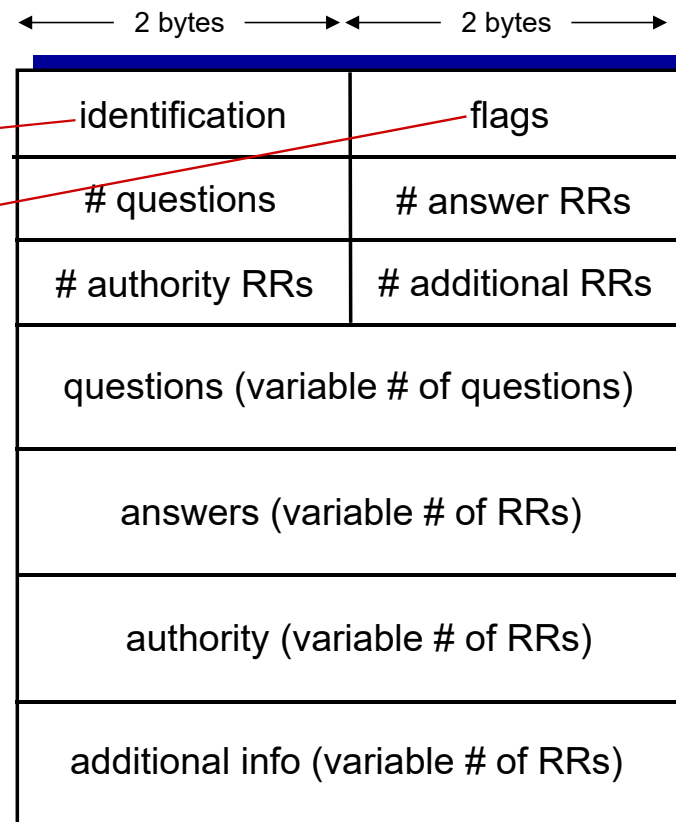 2 bytes 2 bytes
identification flags
# questions # answer RRs
# authority RRs # additional RRs
questions (variable # of questions)
answers (variable # of RRs)
authority (variable # of RRs)
additional info (variable # of RRs)